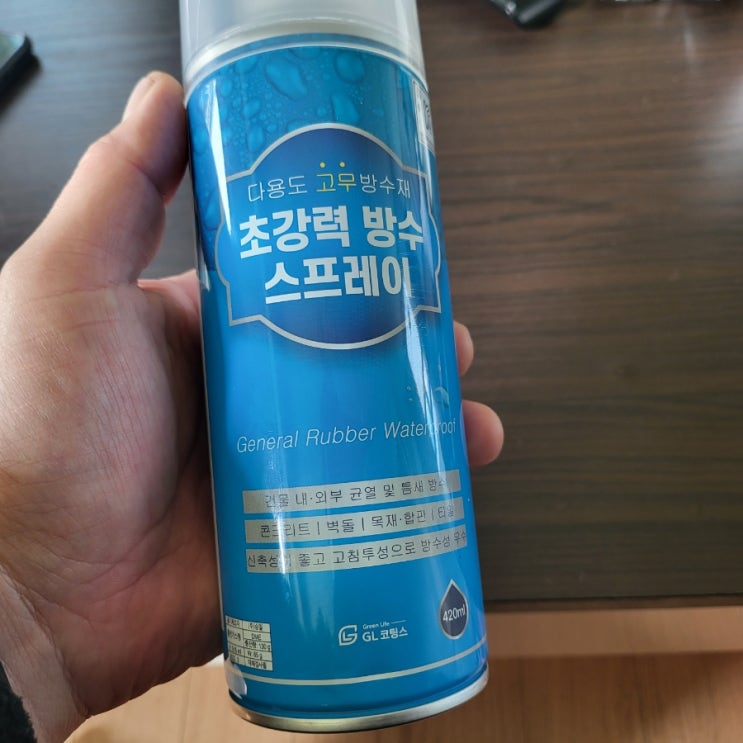 다용도 고무방수재
초강력 방수
스프레이
General Rubber Waterproof
건물 내·외부 균열 및 틈새 방수
콘크리트 | 벽돌 | 목재·합판 | 타일
신축성이 좋고 고침투성으로 방수성 우수
420ml
Green Life
GL 코팅스
DME